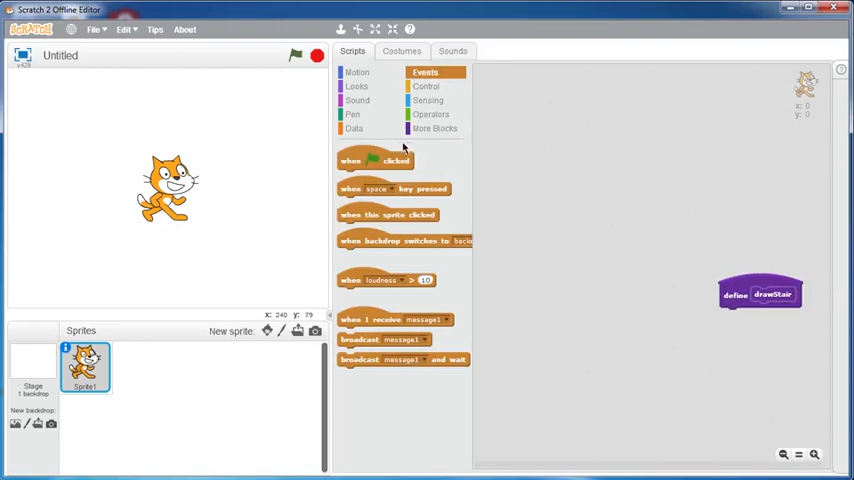 Scratch 2 Offline Editor
SCRATCH File Edit Tips About
Untitled
v429
Scripts Costumes Sounds
Motion Events
Looks Control
Sound Sensing
Pen Operators
Data More Blocks
when clicked
when space key pressed
when this sprite clicked
when backdrop switches to
when loudness > 10
when I receive message1
broadcast message1
broadcast message1 and wait
define drawStair
x: 0
y: 0
x: 240 y: 79
Sprites New sprite:
Sprite1
Stage
1 backdrop
New backdrop: